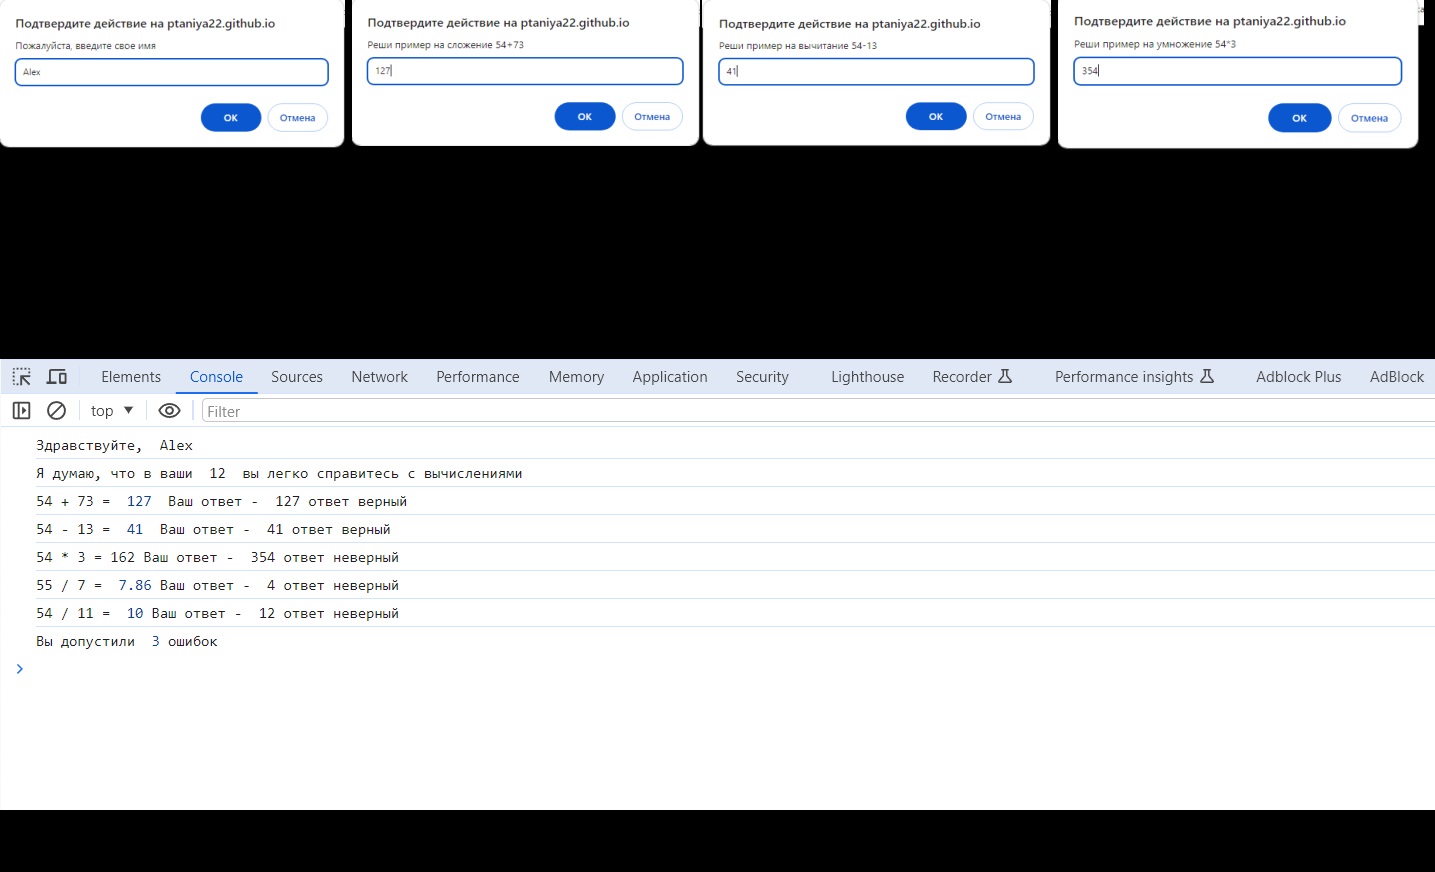 Подтвердите действие на ptaniya22.github.io
Пожалуйста, введите свое имя
Alex
ОК
Отмена
Подтвердите действие на ptaniya22.github.io
Реши пример на сложение 54+73
127
ОК
Отмена
Подтвердите действие на ptaniya22.github.io
Реши пример на вычитание 54-13
41
ОК
Отмена
Подтвердите действие на ptaniya22.github.io
Реши пример на умножение 54*3
354
ОК
Отмена
Elements Console Sources Network Performance Memory Application Security Lighthouse Recorder Performance insights Adblock Plus AdBlock
top Filter
Здравствуйте, Alex
Я думаю, что в ваши 12 вы легко справитесь с вычислениями
54 + 73 = 127 Ваш ответ - 127 ответ верный
54 - 13 = 41 Ваш ответ - 41 ответ верный
54 * 3 = 162 Ваш ответ - 354 ответ неверный
55 / 7 = 7.86 Ваш ответ - 4 ответ неверный
54 / 11 = 10 Ваш ответ - 12 ответ неверный
Вы допустили 3 ошибок